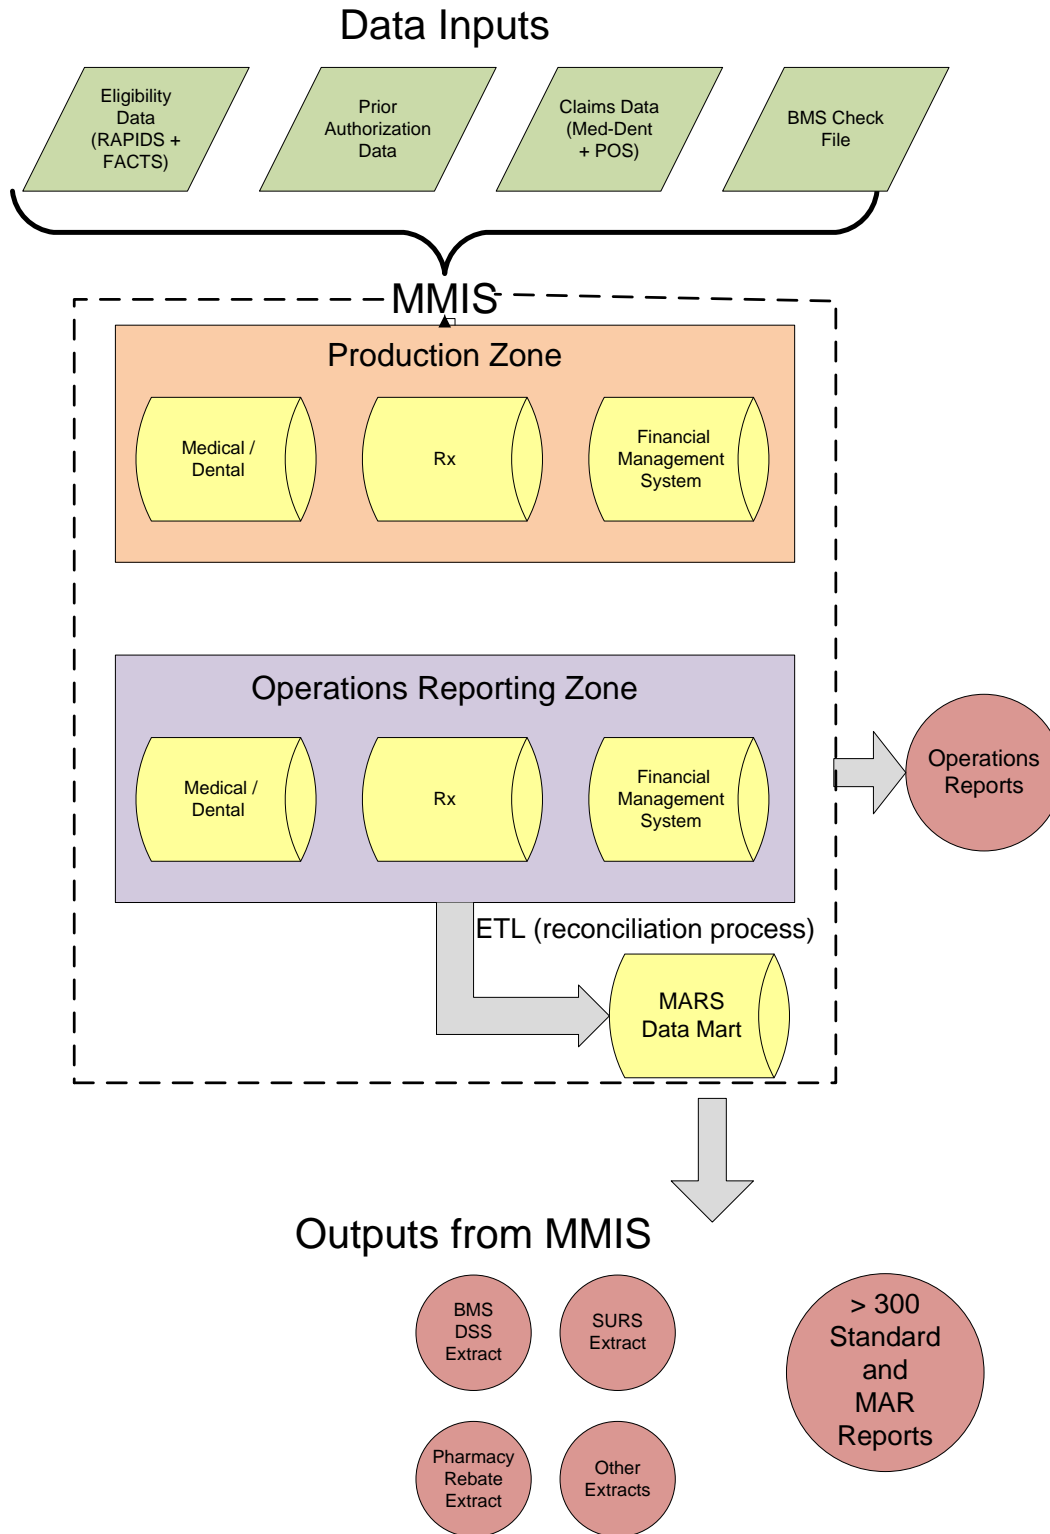 Data Inputs
Eligibility
Data
(RAPIDS +
FACTS)
Prior
Authorization
Data
Claims Data
(Med-Dent
+ POS)
BMS Check
File
MMIS
Production Zone
Medical /
Dental
Rx
Financial
Management
System
Operations Reporting Zone
Medical /
Dental
Rx
Financial
Management
System
Operations
Reports
ETL (reconciliation process)
MARS
Data Mart
Outputs from MMIS
BMS
DSS
Extract
SURS
Extract
> 300
Standard
and
MAR
Reports
Pharmacy
Rebate
Extract
Other
Extracts